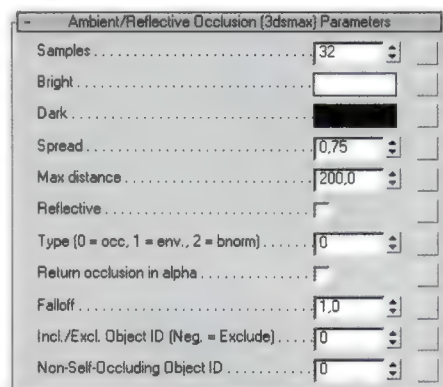 - Ambient/Reflective Occlusion (3dsmax) Parameters
Samples . . . . . . . . . . . . . . . . . . . . . . . . . . . . . 32
Bright . . . . . . . . . . . . . . . . . . . . . . . . . . . . . . .
Dark . . . . . . . . . . . . . . . . . . . . . . . . . . . . . . . .
Spread . . . . . . . . . . . . . . . . . . . . . . . . . . . . . 0,75
Max distance . . . . . . . . . . . . . . . . . . . . . . . . . 200,0
Reflective . . . . . . . . . . . . . . . . . . . . . . . . . . . .
Type (0 = occ, 1 = env., 2 = bnorm) . . . . . . . 0
Return occlusion in alpha . . . . . . . . . . . . . . . .
Falloff . . . . . . . . . . . . . . . . . . . . . . . . . . . . . . 1,0
Incl./Excl. Object ID (Neg. = Exclude) . . . . . 0
Non-Self-Occluding Object ID . . . . . . . . . . . . 0